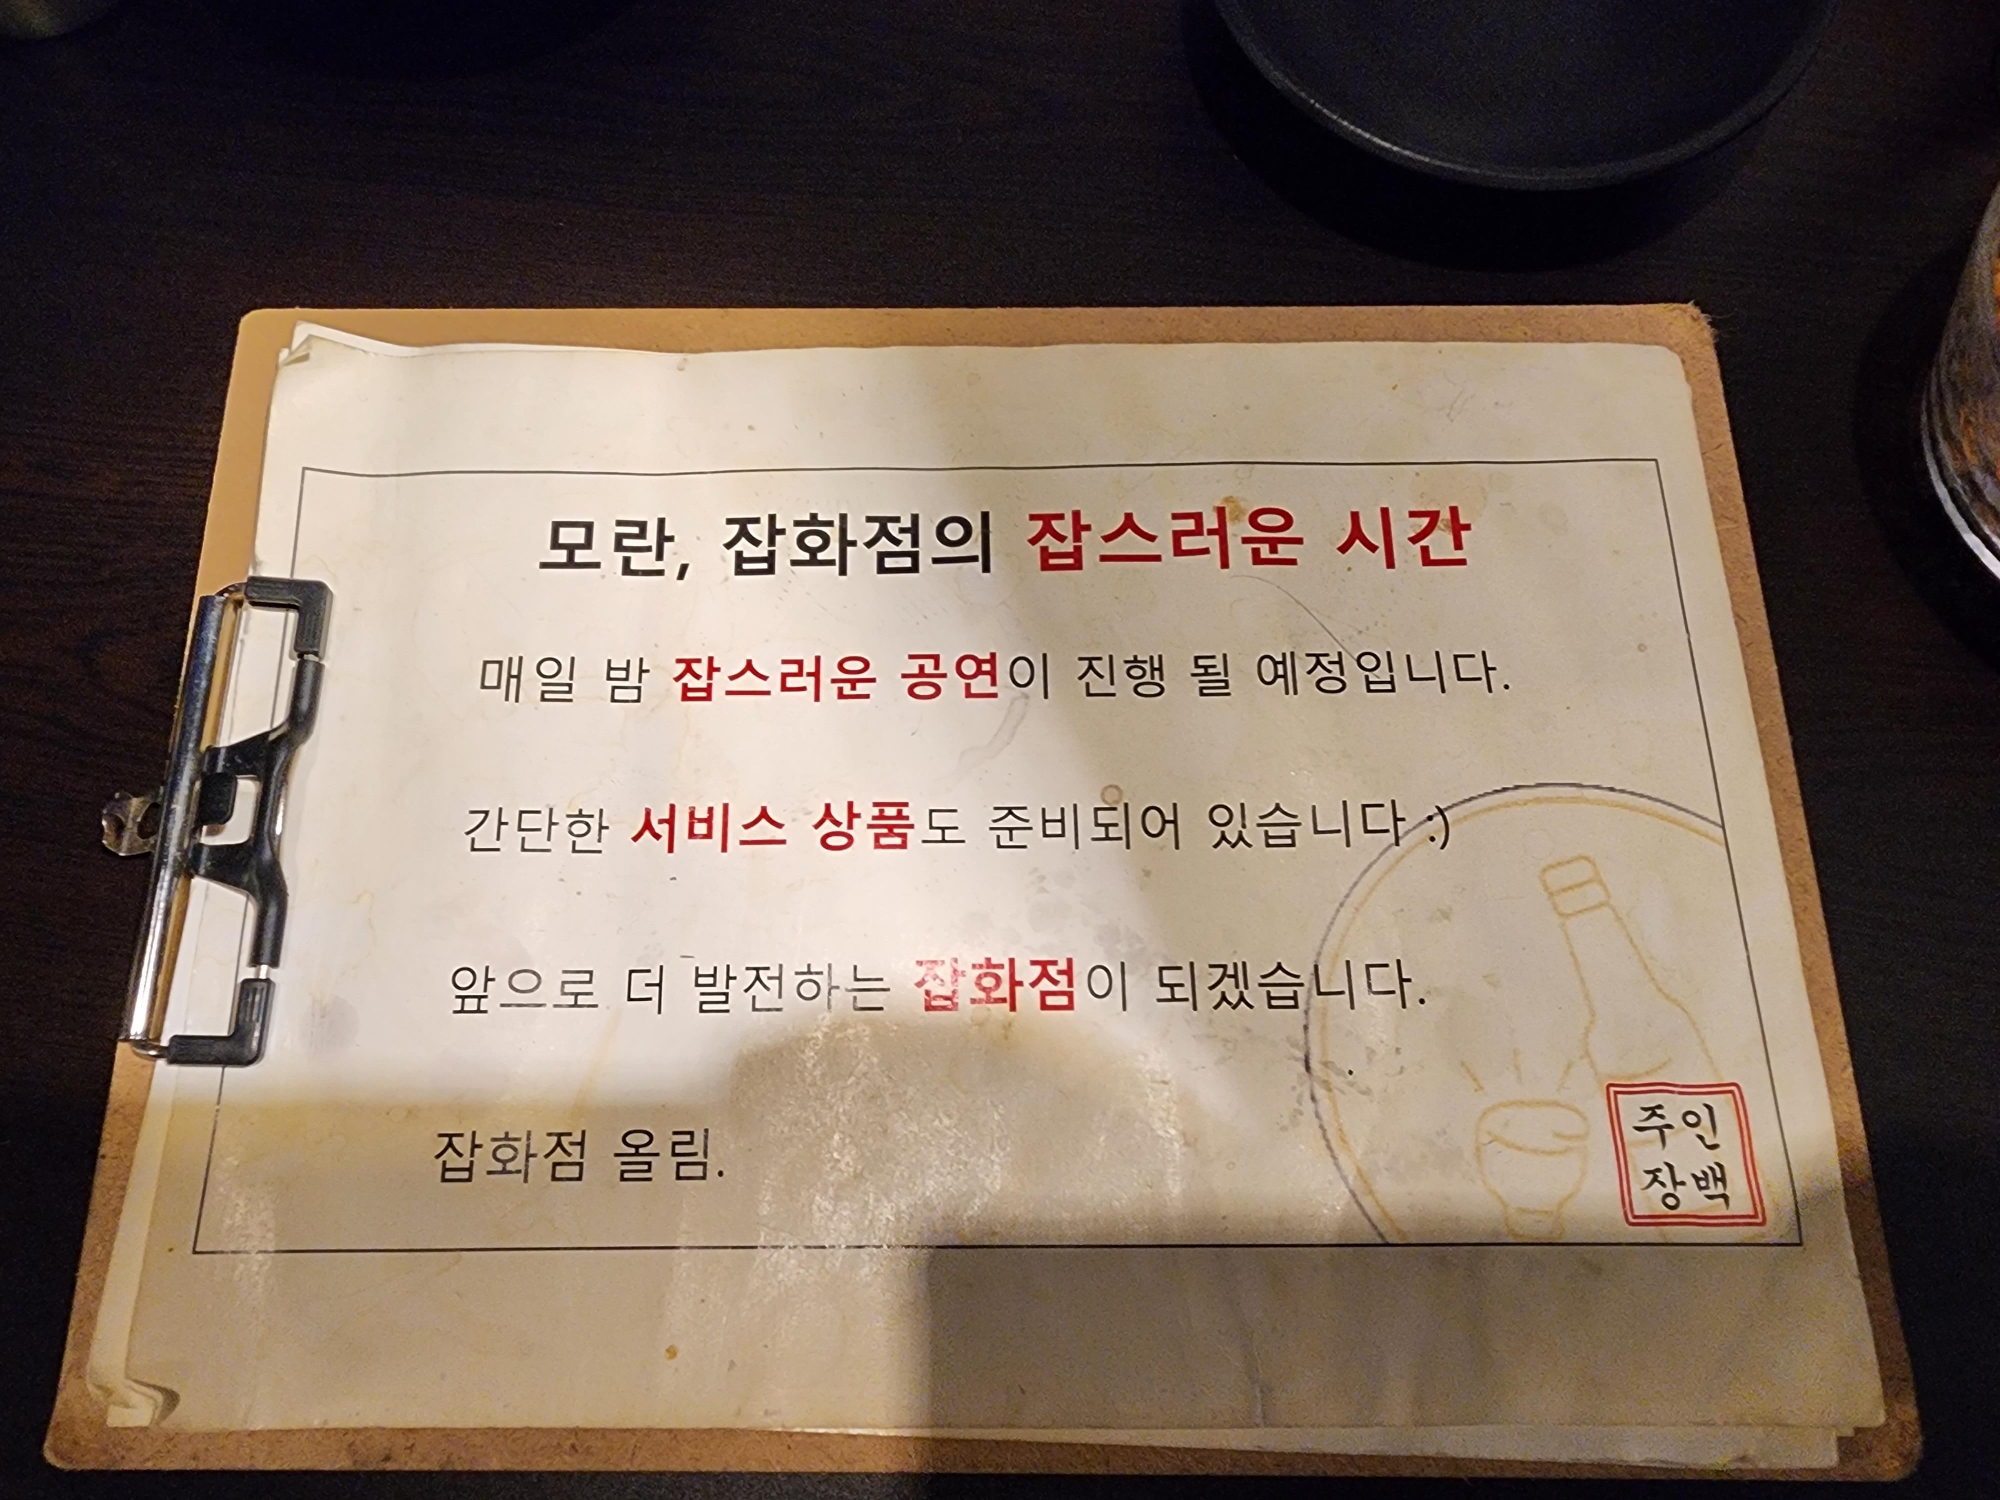 모란, 잡화점의 잡스러운 시간
매일 밤 잡스러운 공연이 진행 될 예정입니다.
간단한 서비스 상품도 준비되어 있습니다 :)
앞으로 더 발전하는 잡화점이 되겠습니다.
잡화점 올림.
주인
장백